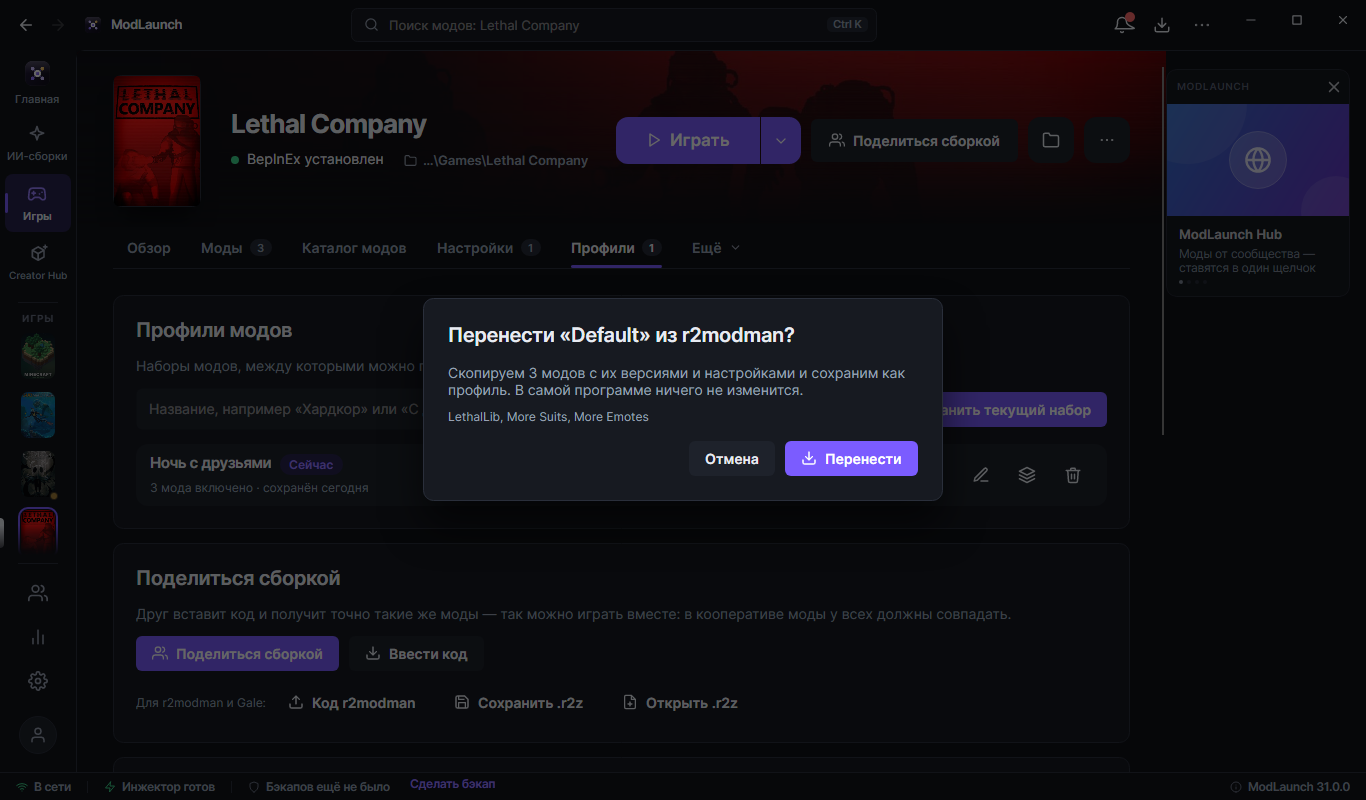 ModLaunch
Поиск модов: Lethal Company
Ctrl K
Главная
ИИ-сборки
Игры
Creator Hub
ИГРЫ
MINECRAFT
LETHAL
COMPANY
Lethal Company
BepInEx установлен
...\Games\Lethal Company
Играть
Поделиться сборкой
MODLAUNCH
ModLaunch Hub
Моды от сообщества —
ставятся в один щелчок
Обзор
Моды 3
Каталог модов
Настройки 1
Профили 1
Ещё
Профили модов
Наборы модов, между которыми можно
Название, например «Хардкор» или «С
анить текущий набор
Ночь с друзьями
Сейчас
3 мода включено · сохранён сегодня
Перенести «Default» из r2modman?
Скопируем 3 модов с их версиями и настройками и сохраним как
профиль. В самой программе ничего не изменится.
LethalLib, More Suits, More Emotes
Отмена
Перенести
Поделиться сборкой
Друг вставит код и получит точно такие же моды — так можно играть вместе: в кооперативе моды у всех должны совпадать.
Поделиться сборкой
Ввести код
Для r2modman и Gale:
Код r2modman
Сохранить .r2z
Открыть .r2z
В сети
Инжектор готов
Бэкапов ещё не было
Сделать бэкап
ModLaunch 31.0.0